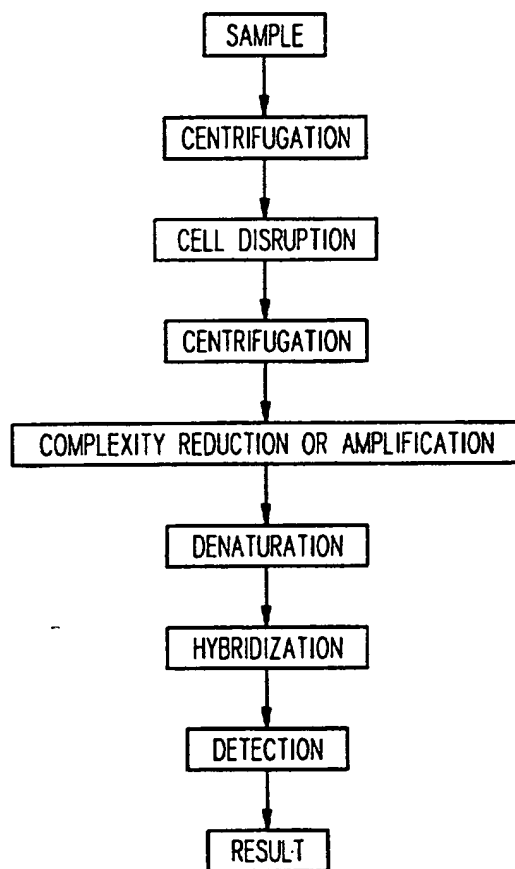 SAMPLE
CENTRIFUGATION
CELL DISRUPTION
CENTRIFUGATION
COMPLEXITY REDUCTION OR AMPLIFICATION
DENATURATION
HYBRIDIZATION
DETECTION
RESULT